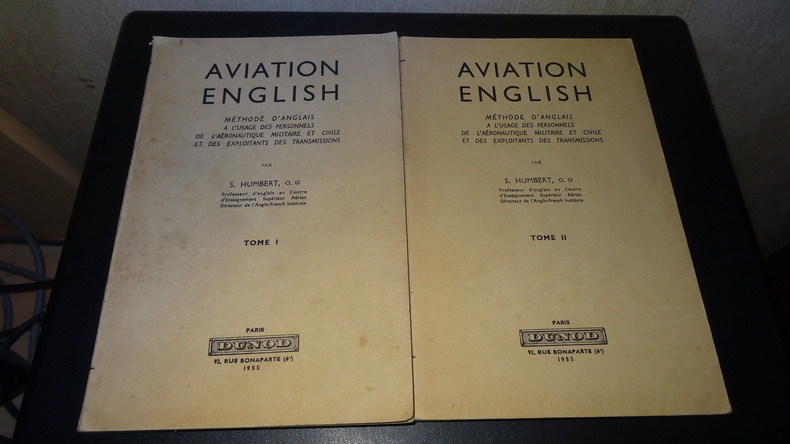 AVIATION
ENGLISH
MÉTHODE D'ANGLAIS
A L'USAGE DES PERSONNELS
DE L'AÉRONAUTIQUE MILITAIRE ET CIVILE
ET DES EXPLOITANTS DES TRANSMISSIONS
PAR
S. HUMBERT, O.
Professeur d'anglais au Centre
d'Enseignement Supérieur Aérien
Directeur de l'Anglo-French Institute
TOME I
PARIS
DUNOD
92, RUE BONAPARTE (6ᵉ)
1955
AVIATION
ENGLISH
MÉTHODE D'ANGLAIS
A L'USAGE DES PERSONNELS
DE L'AÉRONAUTIQUE MILITAIRE ET CIVILE
ET DES EXPLOITANTS DES TRANSMISSIONS
PAR
S. HUMBERT, O.
Professeur d'anglais au Centre
d'Enseignement Supérieur Aérien
Directeur de l'Anglo-French Institute
TOME II
PARIS
DUNOD
92, RUE BONAPARTE (6ᵉ)
1955